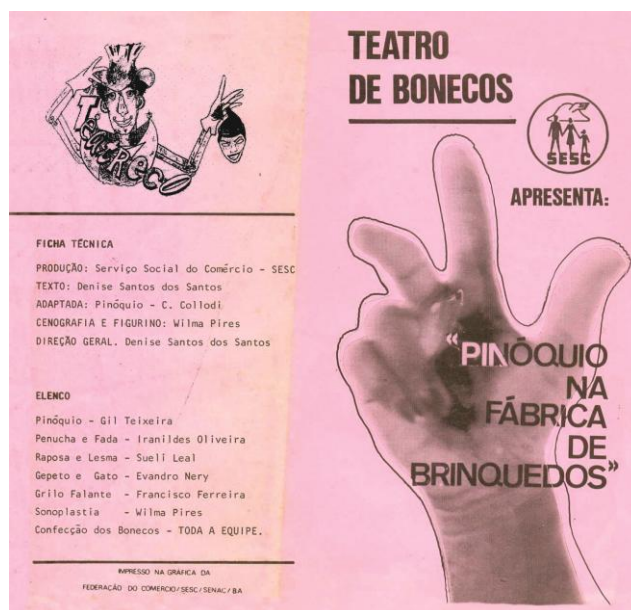 Teatreco
FICHA TÉCNICA
PRODUÇÃO: Serviço Social do Comércio - SESC
TEXTO: Denise Santos dos Santos
ADAPTADA: Pinóquio - C. Collodi
CENOGRAFIA E FIGURINO: Wilma Pires
DIREÇÃO GERAL. Denise Santos dos Santos
ELENCO
Pinóquio - Gil Teixeira
Penucha e Fada - Iranildes Oliveira
Raposa e Lesma - Sueli Leal
Gepeto e Gato - Evandro Nery
Grilo Falante - Francisco Ferreira
Sonoplastia - Wilma Pires
Confecção dos Bonecos - TODA A EQUIPE.
IMPRESSO NA GRÁFICA DA
FEDERAÇÃO DO COMERCIO/SESC/SENAC/BA
TEATRO
DE BONECOS
SESC
APRESENTA:
"PINÓQUIO
NA
FÁBRICA
DE
BRINQUEDOS"